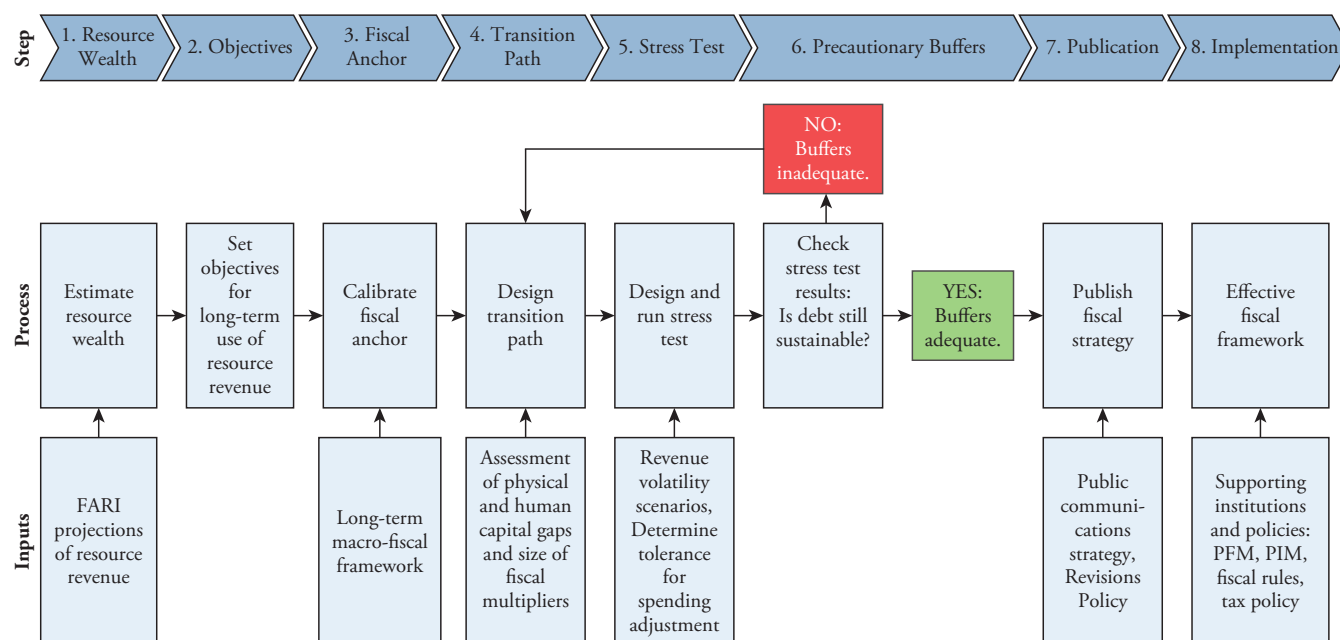 Step
1. Resource
Wealth
2. Objectives
3. Fiscal
Anchor
4. Transition
Path
5. Stress Test
6. Precautionary Buffers
7. Publication
8. Implementation
NO:
Buffers
inadequate.
Process
Estimate
resource
wealth
Set
objectives
for
long-term
use of
resource
revenue
Calibrate
fiscal
anchor
Design
transition
path
Design and
run stress
test
Check
stress test
results:
Is debt still
sustainable?
YES:
Buffers
adequate.
Publish
fiscal
strategy
Effective
fiscal
framework
Inputs
FARI
projections
of resource
revenue
Long-term
macro-fiscal
framework
Assessment
of physical
and human
capital gaps
and size of
fiscal
multipliers
Revenue
volatility
scenarios,
Determine
tolerance
for
spending
adjustment
Public
communi-
cations
strategy,
Revisions
Policy
Supporting
institutions
and policies:
PFM, PIM,
fiscal rules,
tax policy